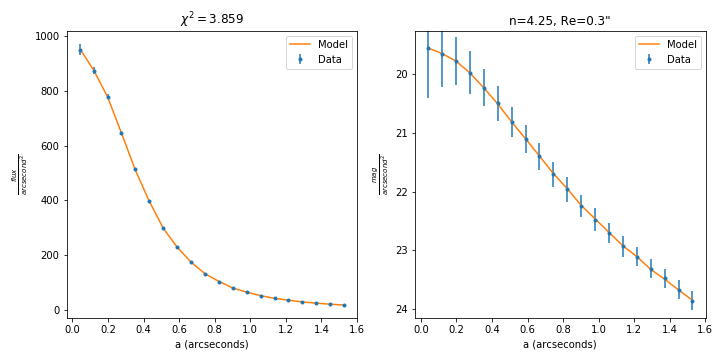 χ² = 3.859
1000
800
600
400
200
0
0.0 0.2 0.4 0.6 0.8 1.0 1.2 1.4 1.6
a (arcseconds)
flux
arcsecond²
Model
Data
n=4.25, Re=0.3"
20
21
22
23
24
0.0 0.2 0.4 0.6 0.8 1.0 1.2 1.4 1.6
a (arcseconds)
mag
arcsecond²
Model
Data